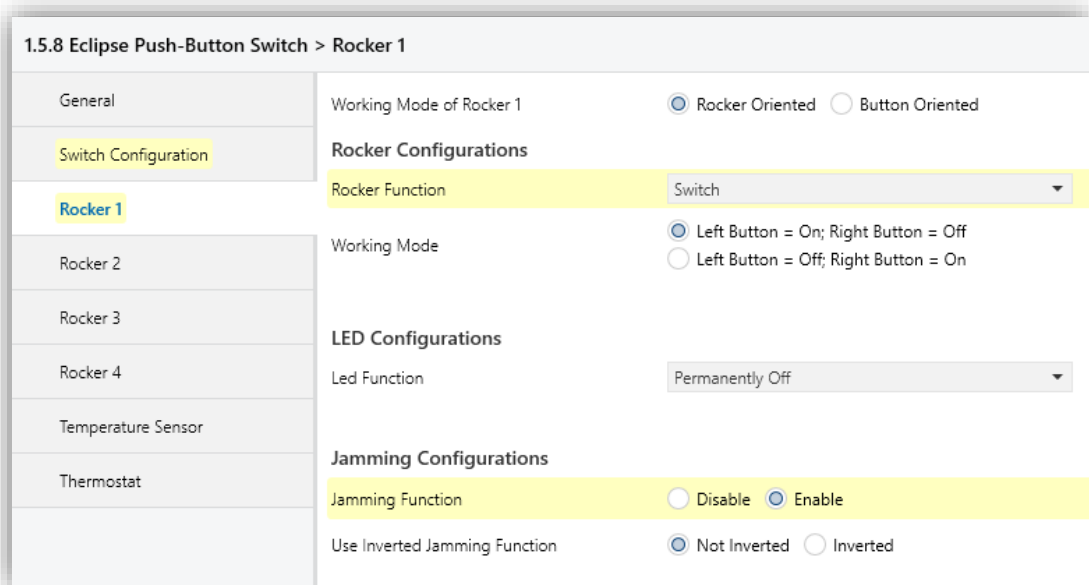 1.5.8 Eclipse Push-Button Switch > Rocker 1
General
Switch Configuration
Rocker 1
Rocker 2
Rocker 3
Rocker 4
Temperature Sensor
Thermostat
Working Mode of Rocker 1 Rocker Oriented Button Oriented
Rocker Configurations
Rocker Function Switch
Working Mode Left Button = On; Right Button = Off
Left Button = Off; Right Button = On
LED Configurations
Led Function Permanently Off
Jamming Configurations
Jamming Function Disable Enable
Use Inverted Jamming Function Not Inverted Inverted